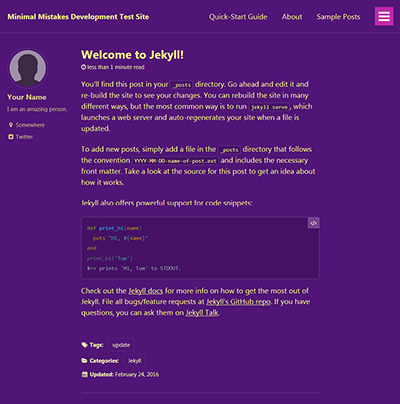 Minimal Mistakes Development Test Site
Quick-Start Guide
About
Sample Posts
Your Name
I am an amazing person.
Somewhere
Twitter
Welcome to Jekyll!
less than 1 minute read
You'll find this post in your _posts directory. Go ahead and edit it and
re-build the site to see your changes. You can rebuild the site in many
different ways, but the most common way is to run jekyll serve, which
launches a web server and auto-regenerates your site when a file is
updated.
To add new posts, simply add a file in the _posts directory that follows
the convention YYYY-MM-DD-name-of-post.ext and includes the necessary
front matter. Take a look at the source for this post to get an idea about
how it works.
Jekyll also offers powerful support for code snippets:
def print_hi(name)
puts "Hi, #{name}"
end
print_hi('Tom')
#=> prints 'Hi, Tom' to STDOUT.
Check out the Jekyll docs for more info on how to get the most out of
Jekyll. File all bugs/feature requests at Jekyll's GitHub repo. If you have
questions, you can ask them on Jekyll Talk.
Tags: update
Categories: Jekyll
Updated: February 24, 2016